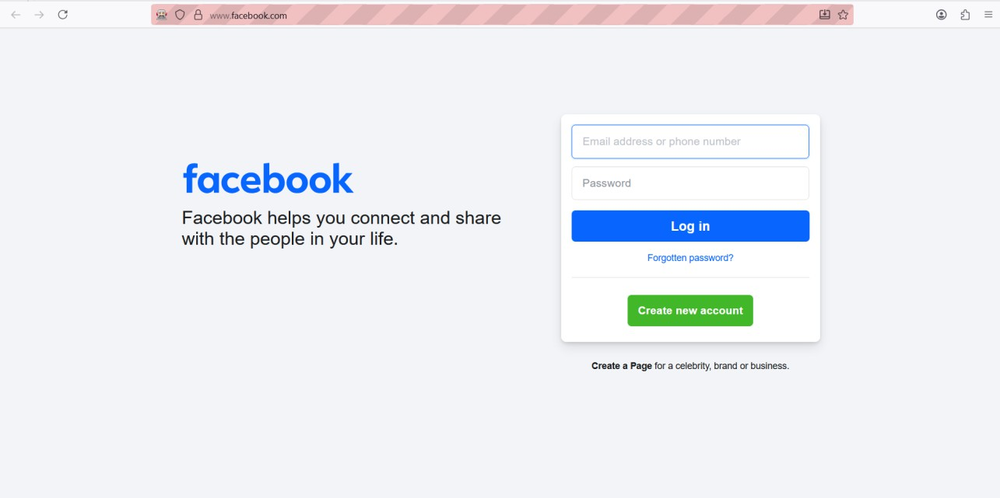 www.facebook.com
facebook
Facebook helps you connect and share
with the people in your life.
Email address or phone number
Password
Log in
Forgotten password?
Create new account
Create a Page for a celebrity, brand or business.